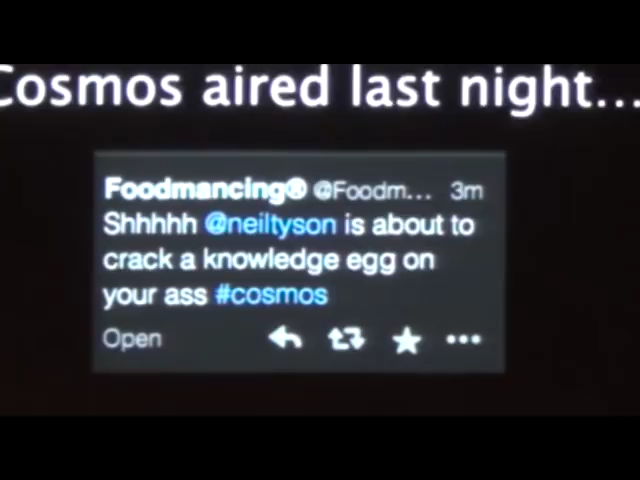 Cosmos aired last night...
Foodmancing® @Foodm... 3m
Shhhhh @neiltyson is about to
crack a knowledge egg on
your ass #cosmos
Open